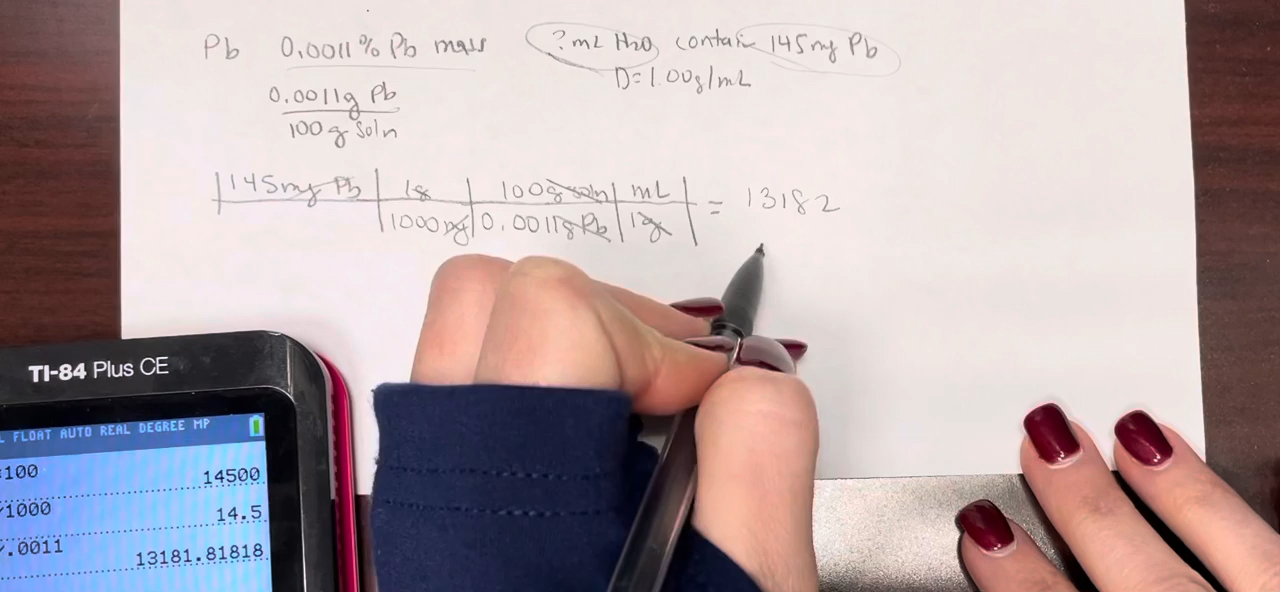 Pb 0.0011% Pb mass
?mL H2O contain 145mg Pb
D=1.00g/mL
0.0011g Pb
100g Soln
145mg Pb 1g 100g soln mL
1000mg 0.0011g Pb 1g
= 13182
TI-84 Plus CE
L FLOAT AUTO REAL DEGREE MP
100
14500
1000
14.5
.0011
13181.81818